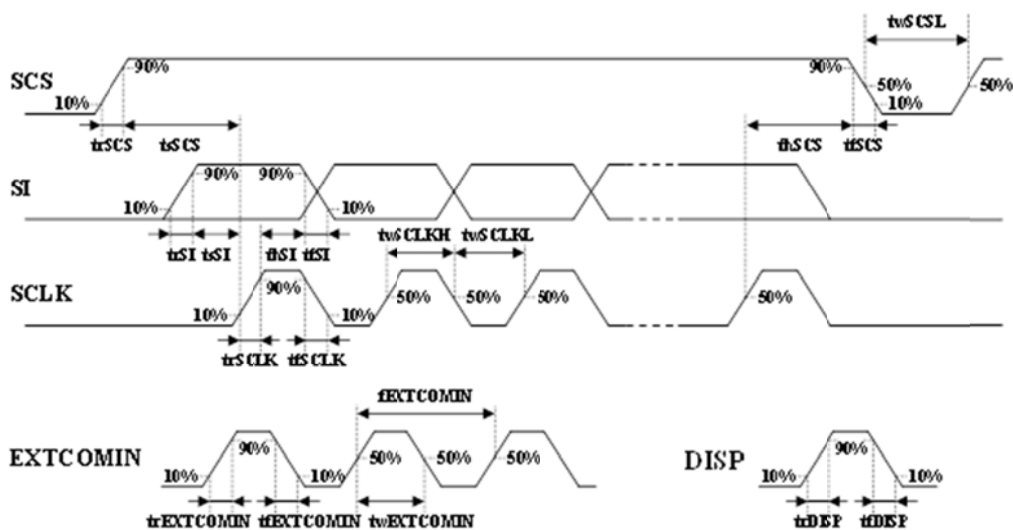 twSCSL
SCS 90% 90% 50% 50%
10% 10%
trSCS tsSCS thSCS tfSCS
SI 90% 90%
10% 10%
trSI tsSI thSI tfSI twSCLKH twSCLKL
SCLK 90% 50% 50% 50% 50%
10% 10%
trSCLK tfSCLK
fEXTCOMIN
EXTCOMIN 90% 50% 50% 50% DISP 90%
10% 10% 10% 10%
trEXTCOMIN tfEXTCOMIN twEXTCOMIN trDISP tfDISP